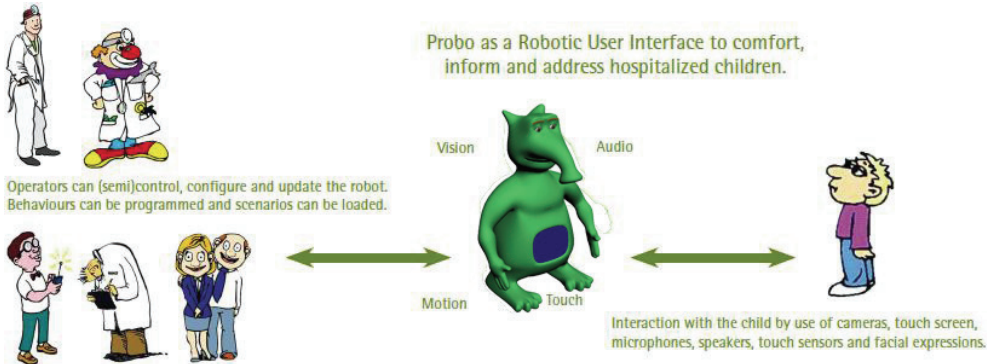 Probo as a Robotic User Interface to comfort,
inform and address hospitalized children.
Vision
Audio
Operators can (semi)control, configure and update the robot.
Behaviours can be programmed and scenarios can be loaded.
Motion
Touch
Interaction with the child by use of cameras, touch screen,
microphones, speakers, touch sensors and facial expressions.